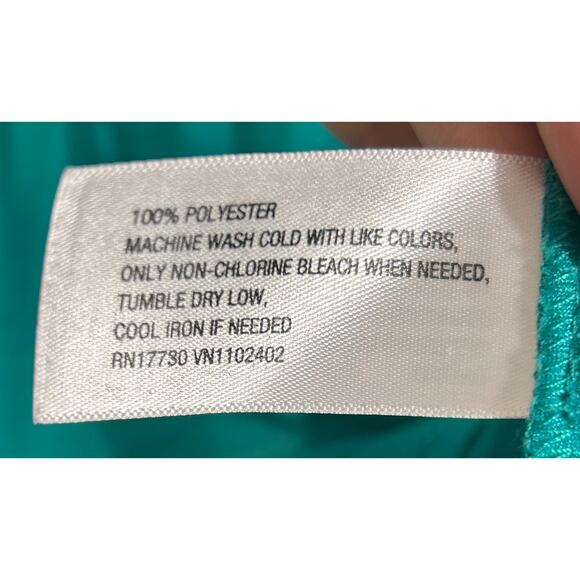 100% POLYESTER
MACHINE WASH COLD WITH LIKE COLORS,
ONLY NON-CHLORINE BLEACH WHEN NEEDED,
TUMBLE DRY LOW,
COOL IRON IF NEEDED
RN17730 VN1102402